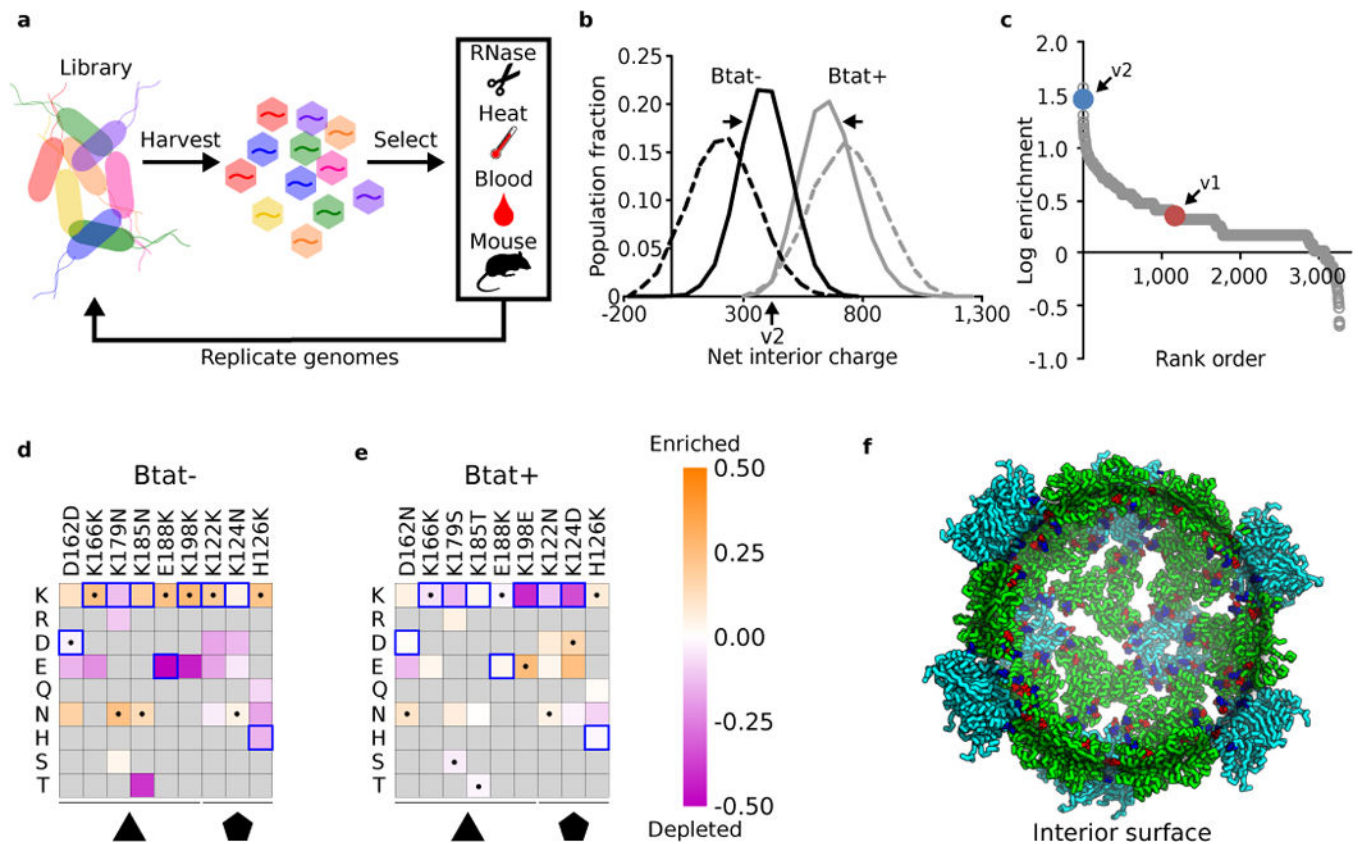 a
Library
Harvest
Select
RNase
Heat
Blood
Mouse
Replicate genomes
b
Population fraction
0.25
0.20
0.15
0.10
0.05
0
Btat-
Btat+
-200
300
800
1,300
v2
Net interior charge
c
Log enrichment
2.0
1.5
1.0
0.5
0
-0.5
-1.0
v2
v1
1,000
2,000
3,000
Rank order
d
Btat-
D162D
K166K
K179N
K185N
E188K
K198K
K122K
K124N
H126K
K
R
D
E
Q
N
H
S
T
e
Btat+
D162N
K166K
K179S
K185T
E188K
K198E
K122N
K124D
H126K
K
R
D
E
Q
N
H
S
T
Enriched
0.50
0.25
0.00
-0.25
-0.50
Depleted
f
Interior surface